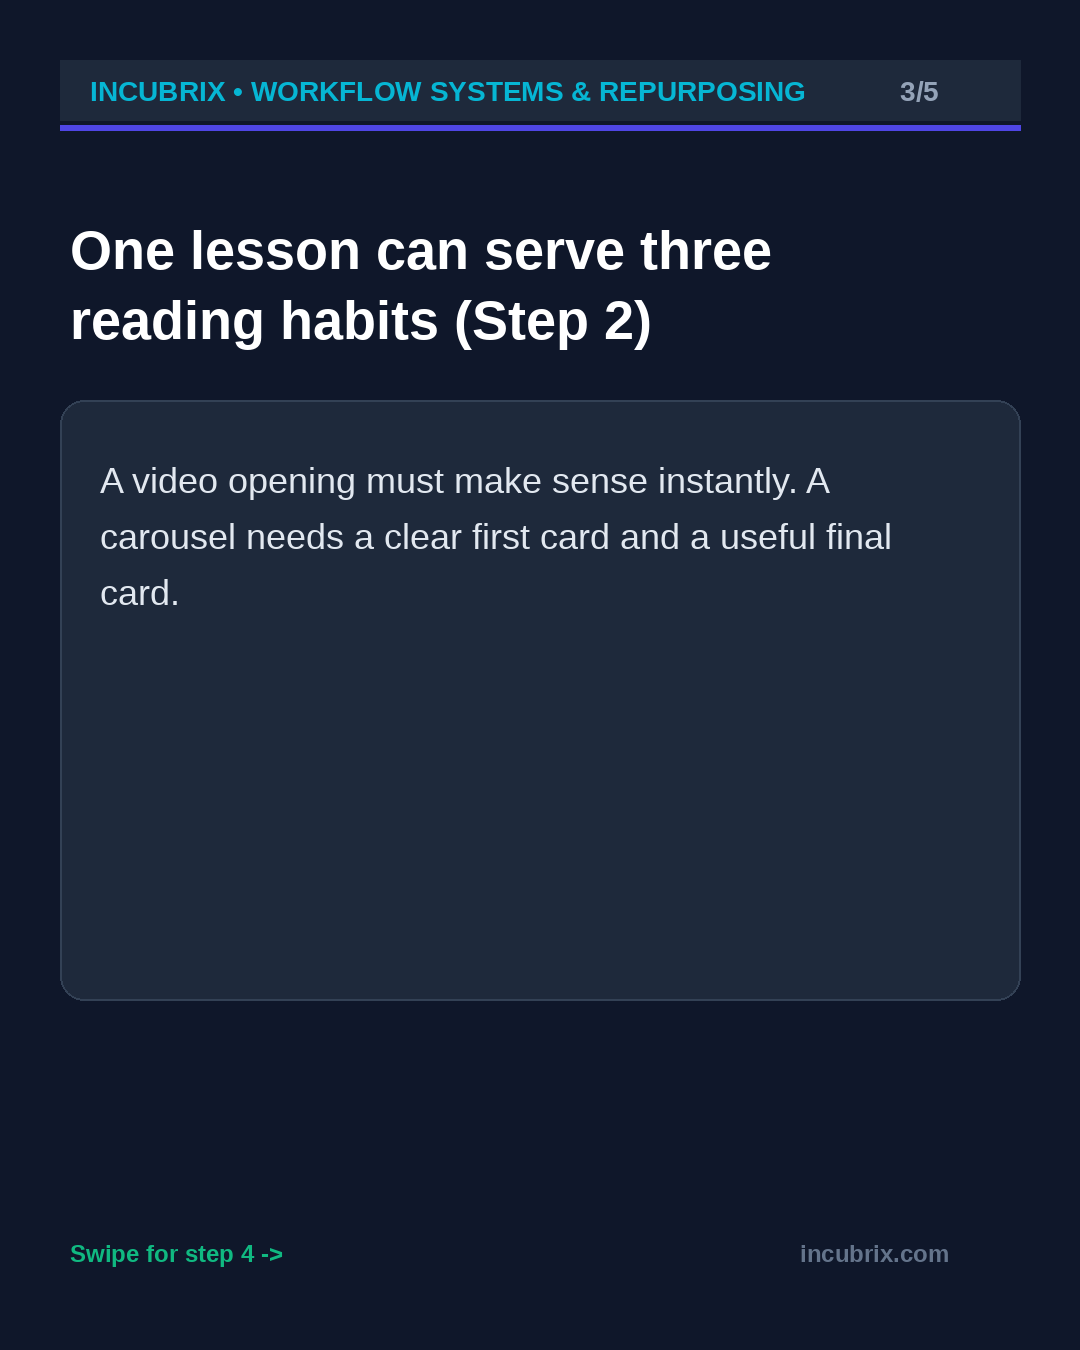 INCUBRIX • WORKFLOW SYSTEMS & REPURPOSING 3/5
One lesson can serve three
reading habits (Step 2)
A video opening must make sense instantly. A
carousel needs a clear first card and a useful final
card.
Swipe for step 4 -> incubrix.com